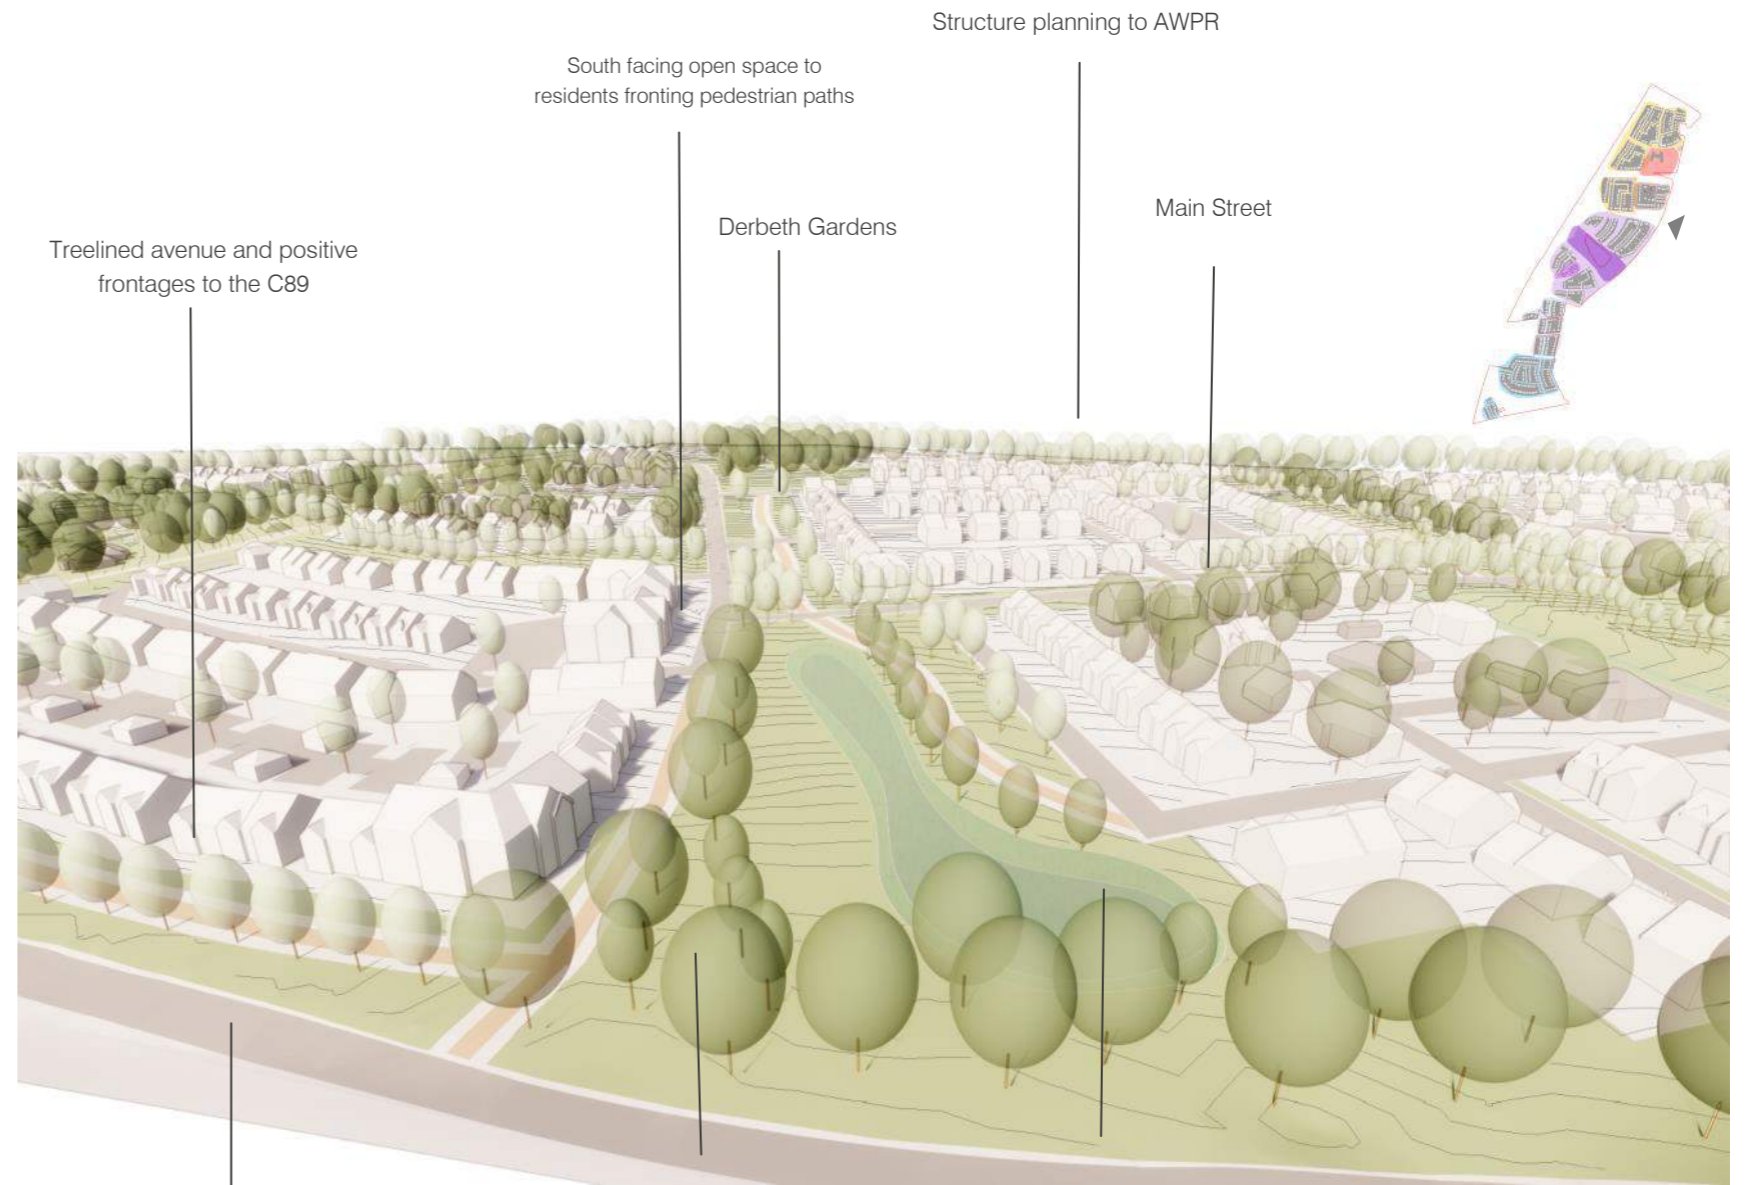 Structure planning to AWPR
South facing open space to
residents fronting pedestrian paths
Main Street
Derbeth Gardens
Treelined avenue and positive
frontages to the C89